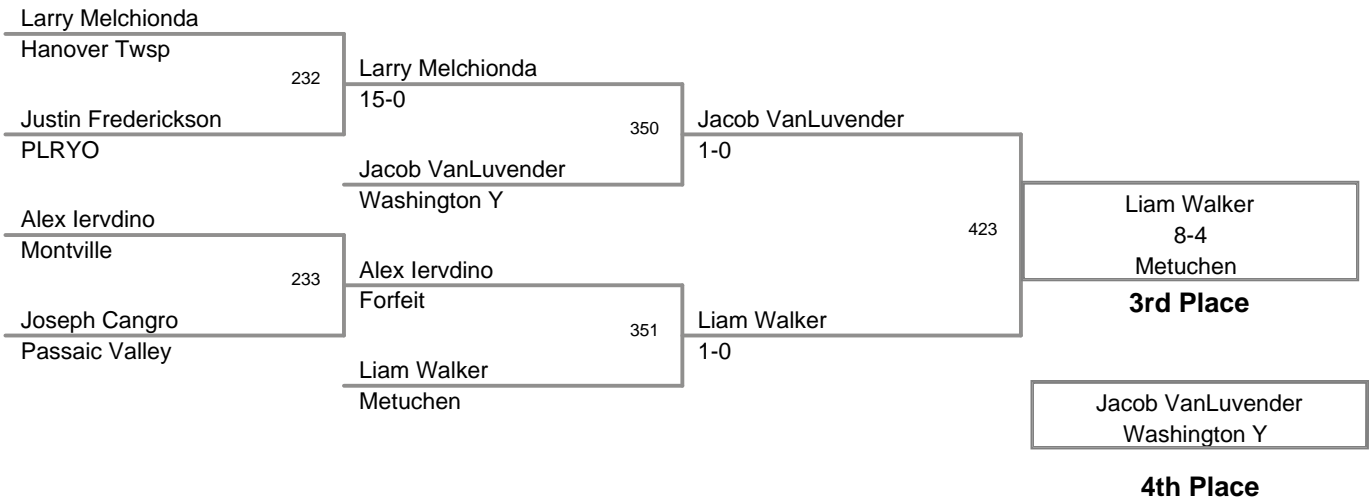 Larry Melchionda
Hanover Twsp
232
Larry Melchionda
15-0
Justin Frederickson
PLRYO
350
Jacob VanLuvender
1-0
Jacob VanLuvender
Washington Y
Alex Iervdino
Montville
233
Alex Iervdino
Forfeit
Joseph Cangro
Passaic Valley
351
Liam Walker
1-0
Liam Walker
Metuchen
423
Liam Walker
8-4
Metuchen
3rd Place
Jacob VanLuvender
Washington Y
4th Place